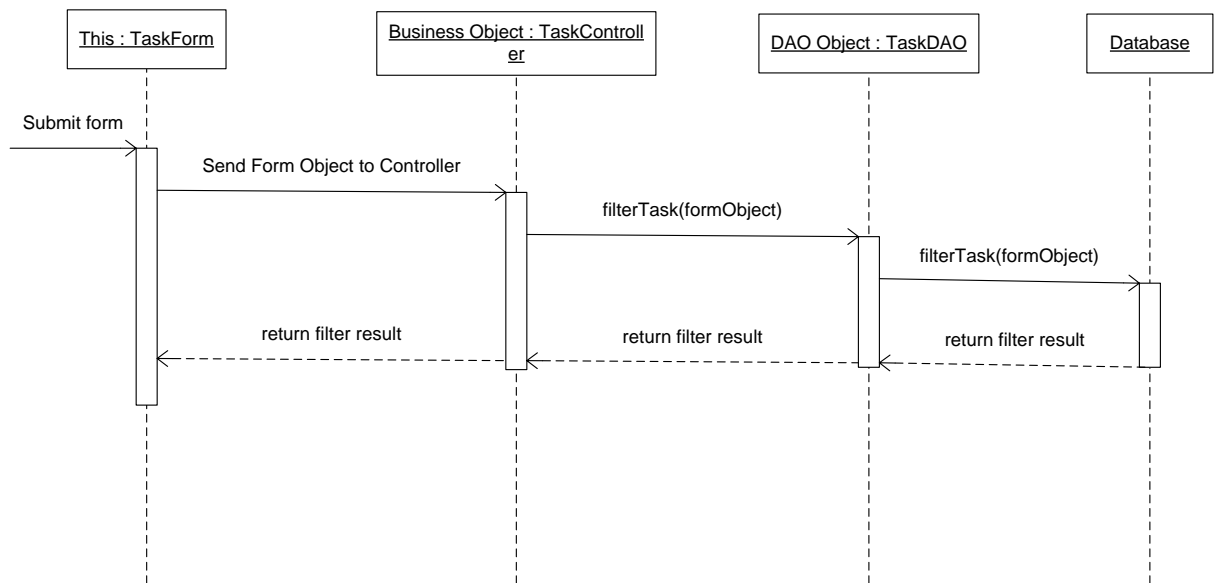 This : TaskForm
Business Object : TaskControll
er
DAO Object : TaskDAO
Database
Submit form
Send Form Object to Controller
filterTask(formObject)
filterTask(formObject)
return filter result
return filter result
return filter result